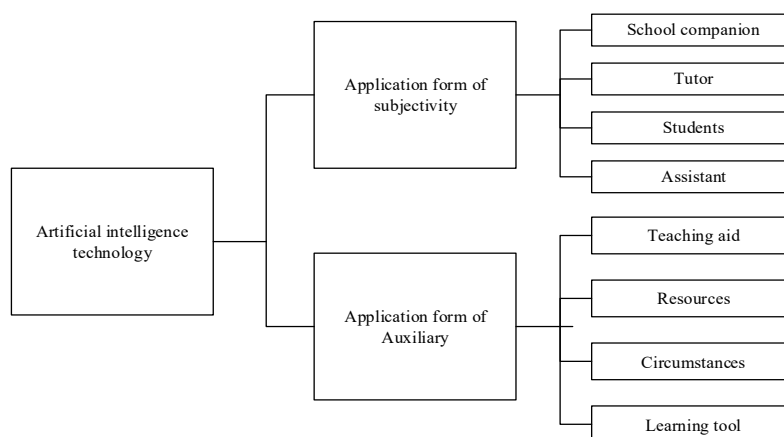 Artificial intelligence
technology
Application form of
subjectivity
School companion
Tutor
Students
Assistant
Application form of
Auxiliary
Teaching aid
Resources
Circumstances
Learning tool